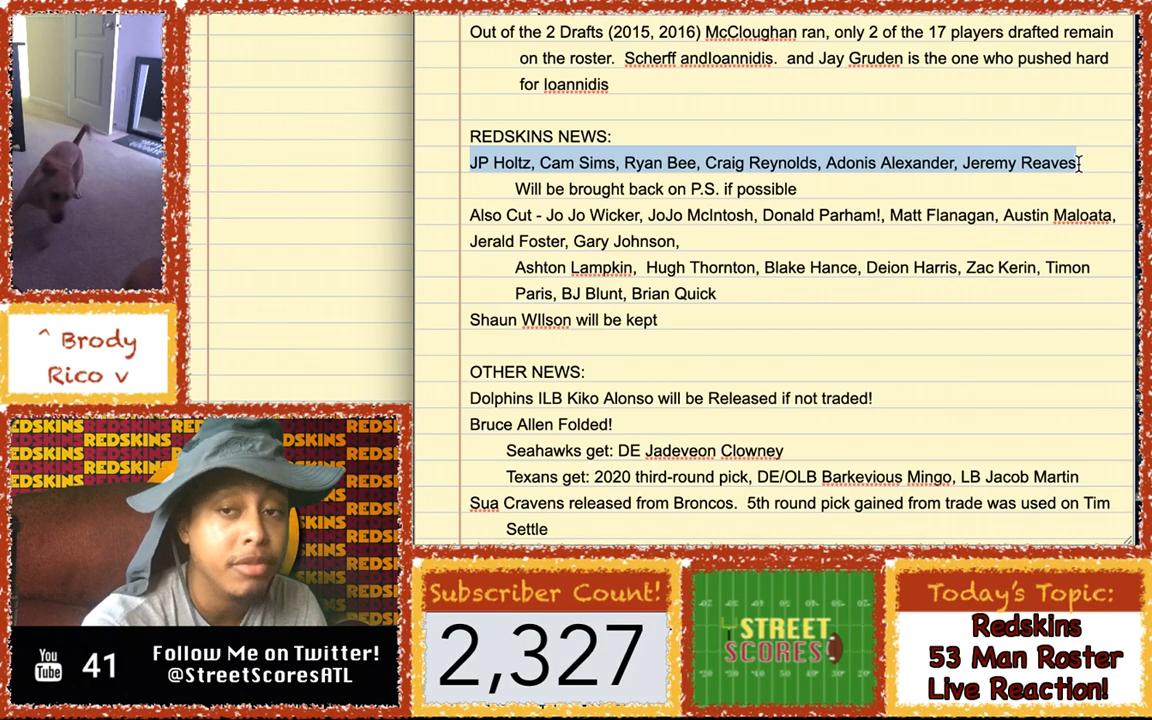 Out of the 2 Drafts (2015, 2016) McCloughan ran, only 2 of the 17 players drafted remain
on the roster.  Scherff andIoannidis.  and Jay Gruden is the one who pushed hard
for Ioannidis
REDSKINS NEWS:
JP Holtz, Cam Sims, Ryan Bee, Craig Reynolds, Adonis Alexander, Jeremy Reaves
Will be brought back on P.S. if possible
Also Cut - Jo Jo Wicker, JoJo McIntosh, Donald Parham!, Matt Flanagan, Austin Maloata,
Jerald Foster, Gary Johnson,
Ashton Lampkin,  Hugh Thornton, Blake Hance, Deion Harris, Zac Kerin, Timon
Paris, BJ Blunt, Brian Quick
Shaun WIlson will be kept
OTHER NEWS:
Dolphins ILB Kiko Alonso will be Released if not traded!
Bruce Allen Folded!
Seahawks get: DE Jadeveon Clowney
Texans get: 2020 third-round pick, DE/OLB Barkevious Mingo, LB Jacob Martin
Sua Cravens released from Broncos.  5th round pick gained from trade was used on Tim
Settle
^ Brody
Rico v
REDSKINS REDSKINS
REDSKINS
You Tube 41
Follow Me on Twitter!
@StreetScoresATL
Subscriber Count!
2,327
STREET
SCORES
Today's Topic:
Redskins
53 Man Roster
Live Reaction!